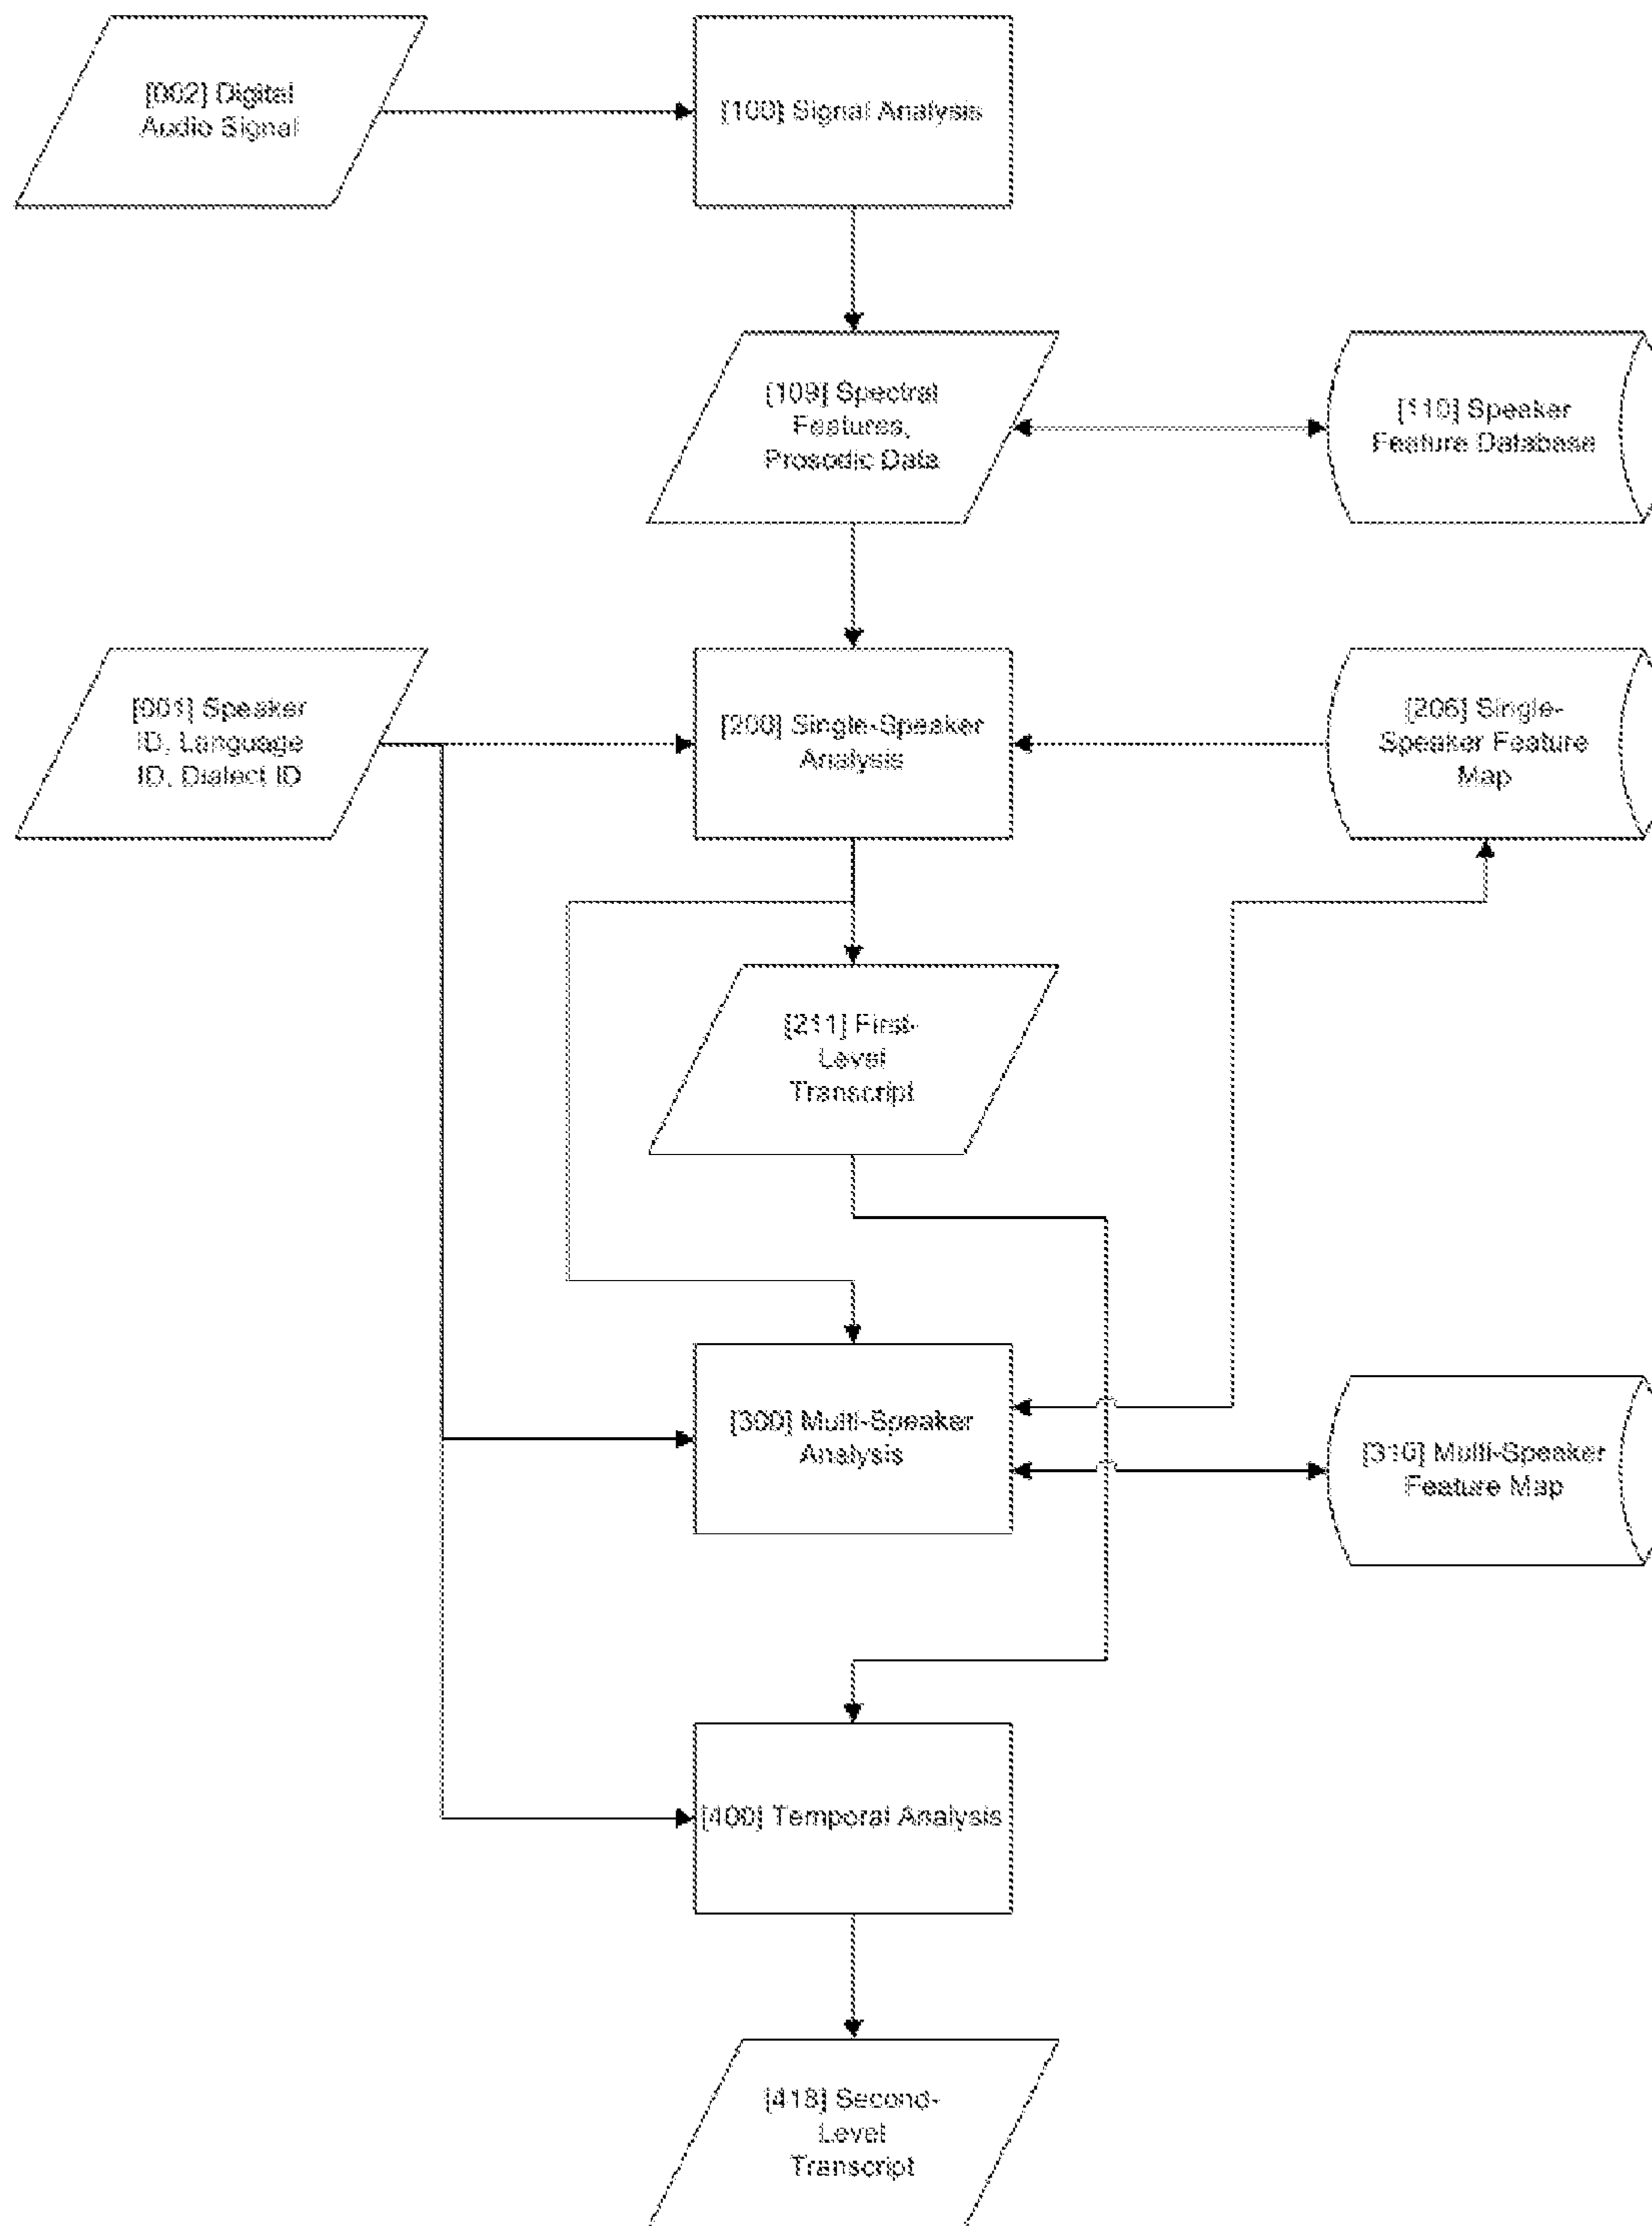 [002] Digital
Audio Signal
[100] Signal Analysis
[109] Spectral
Features,
Prosodic Data
[110] Speaker
Feature Database
[001] Speaker
ID, Language
ID, Dialect ID
[200] Single-Speaker
Analysis
[206] Single-
Speaker Feature
Map
[211] First-
Level
Transcript
[300] Multi-Speaker
Analysis
[310] Multi-Speaker
Feature Map
[400] Temporal Analysis
[418] Second-
Level
Transcript